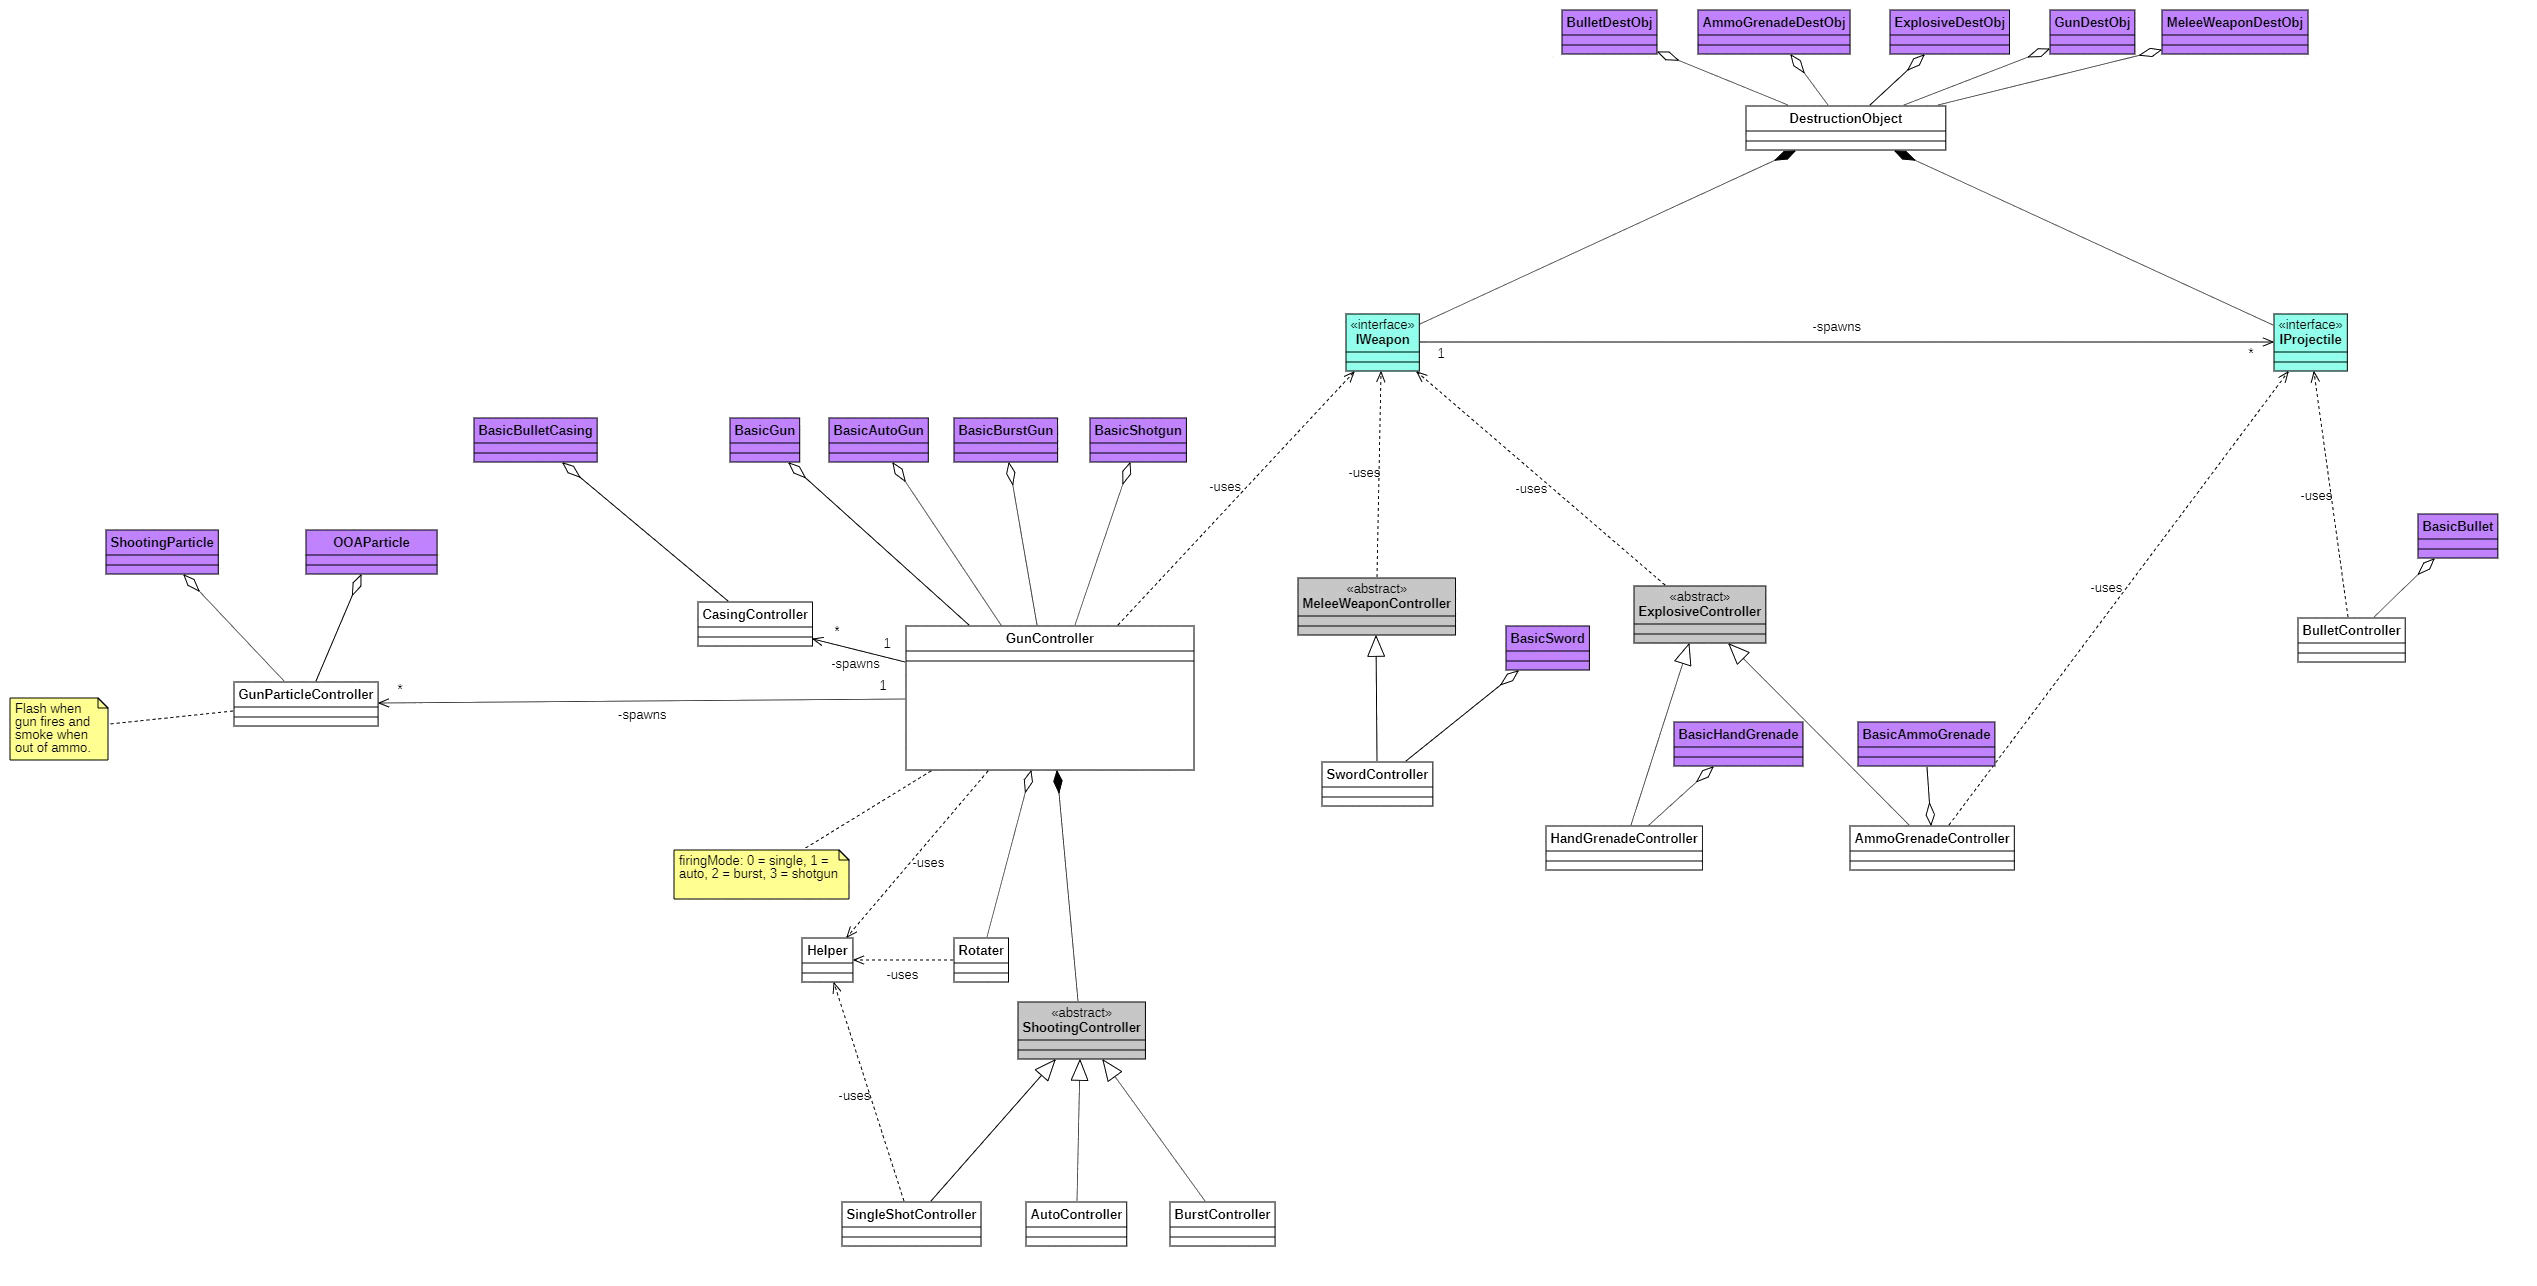 BulletDestObj
AmmoGrenadeDestObj
ExplosiveDestObj
GunDestObj
MeleeWeaponDestObj
DestructionObject
«interface»
IWeapon
-spawns
1
*
«interface»
IProjectile
BasicBulletCasing
BasicGun
BasicAutoGun
BasicBurstGun
BasicShotgun
-uses
-uses
-uses
-uses
-uses
ShootingParticle
OOAParticle
BasicBullet
CasingController
*
1
-spawns
GunController
«abstract»
MeleeWeaponController
«abstract»
ExplosiveController
BulletController
BasicSword
GunParticleController
*
1
-spawns
Flash when
gun fires and
smoke when
out of ammo.
BasicHandGrenade
BasicAmmoGrenade
SwordController
HandGrenadeController
AmmoGrenadeController
firingMode: 0 = single, 1 =
auto, 2 = burst, 3 = shotgun
-uses
Helper
-uses
Rotater
«abstract»
ShootingController
-uses
SingleShotController
AutoController
BurstController